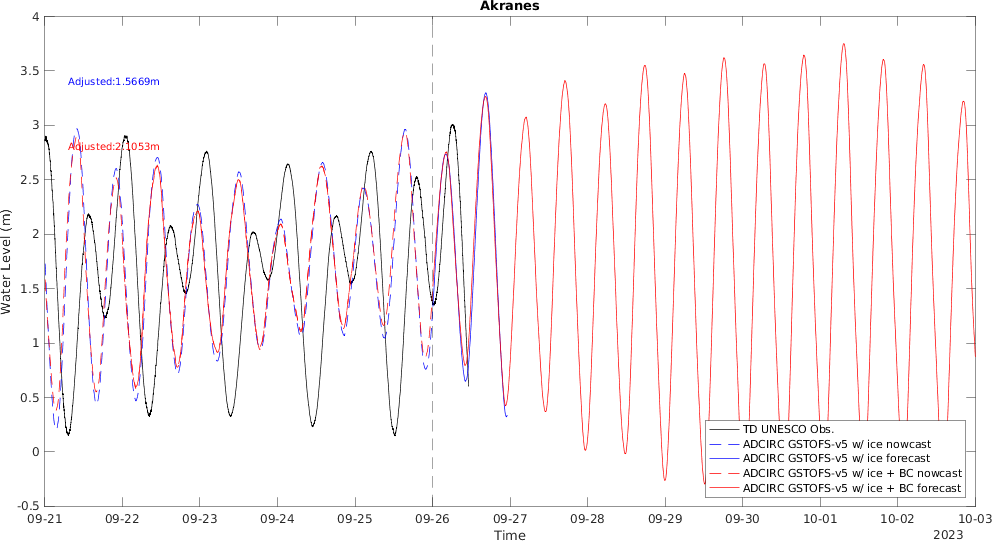 Akranes
4
3.5
3
2.5
2
1.5
1
0.5
0
-0.5
Water Level (m)
Adjusted:1.5669m
Adjusted:2.1053m
TD UNESCO Obs.
ADCIRC GSTOFS-v5 w/ ice nowcast
ADCIRC GSTOFS-v5 w/ ice forecast
ADCIRC GSTOFS-v5 w/ ice + BC nowcast
ADCIRC GSTOFS-v5 w/ ice + BC forecast
09-21 09-22 09-23 09-24 09-25 09-26 09-27 09-28 09-29 09-30 10-01 10-02 10-03
Time
2023